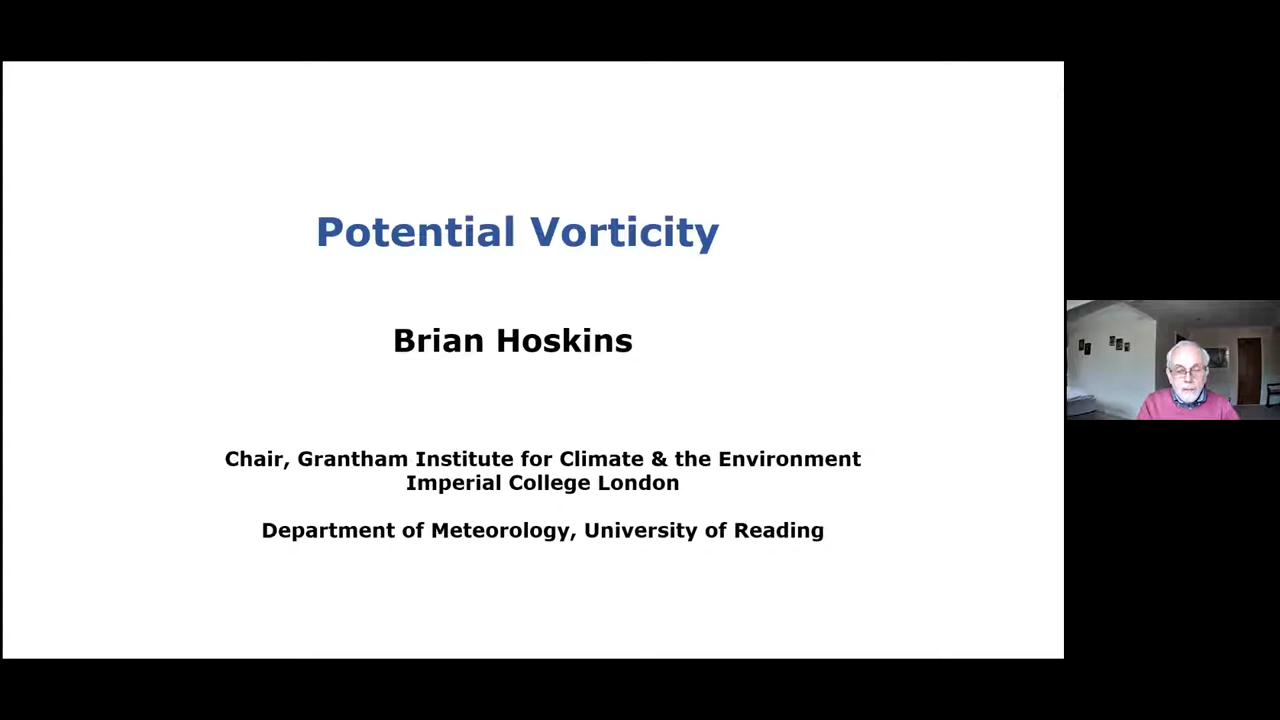 Potential Vorticity
Brian Hoskins
Chair, Grantham Institute for Climate & the Environment
Imperial College London
Department of Meteorology, University of Reading